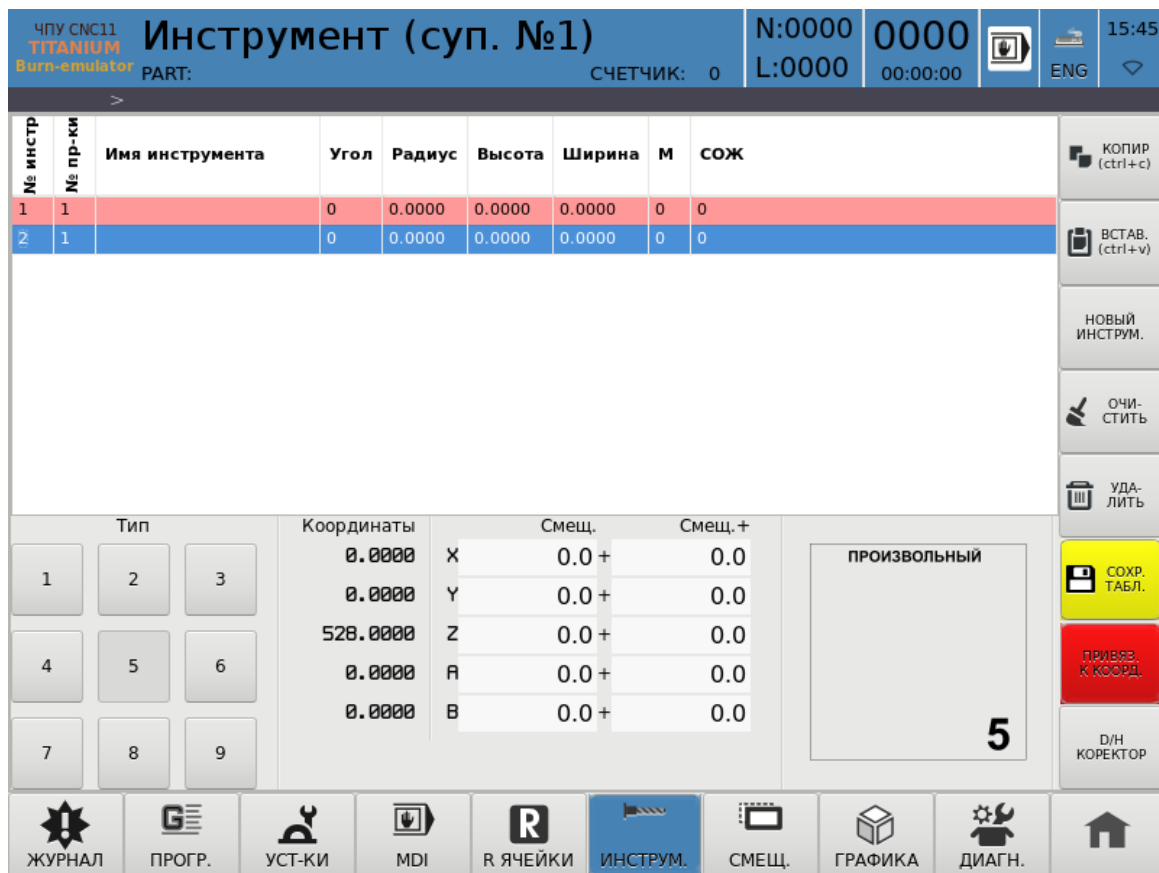 ЧПУ CNC11
TITANIUM
Burn-emulator
Инструмент (суп. №1)
PART:
СЧЕТЧИК: 0
N:0000
L:0000
0000
00:00:00
ENG
15:45
>
№ инстр
№ пр-ки
Имя инструмента
Угол
Радиус
Высота
Ширина
М
СОЖ
1 1 0 0.0000 0.0000 0.0000 0 0
2 1 0 0.0000 0.0000 0.0000 0 0
КОПИР
(ctrl+c)
ВСТАВ.
(ctrl+v)
НОВЫЙ
ИНСТРУМ.
ОЧИ-
СТИТЬ
УДА-
ЛИТЬ
СОХР.
ТАБЛ.
ПРИВЯЗ.
К КООРД.
D/H
КОРЕКТОР
Тип
1 2 3
4 5 6
7 8 9
Координаты Смещ. Смещ.+
0.0000 X 0.0 + 0.0
0.0000 Y 0.0 + 0.0
528.0000 Z 0.0 + 0.0
0.0000 A 0.0 + 0.0
0.0000 B 0.0 + 0.0
ПРОИЗВОЛЬНЫЙ
5
ЖУРНАЛ
G
ПРОГР.
УСТ-КИ
MDI
R
R ЯЧЕЙКИ
ИНСТРУМ.
СМЕЩ.
ГРАФИКА
ДИАГН.